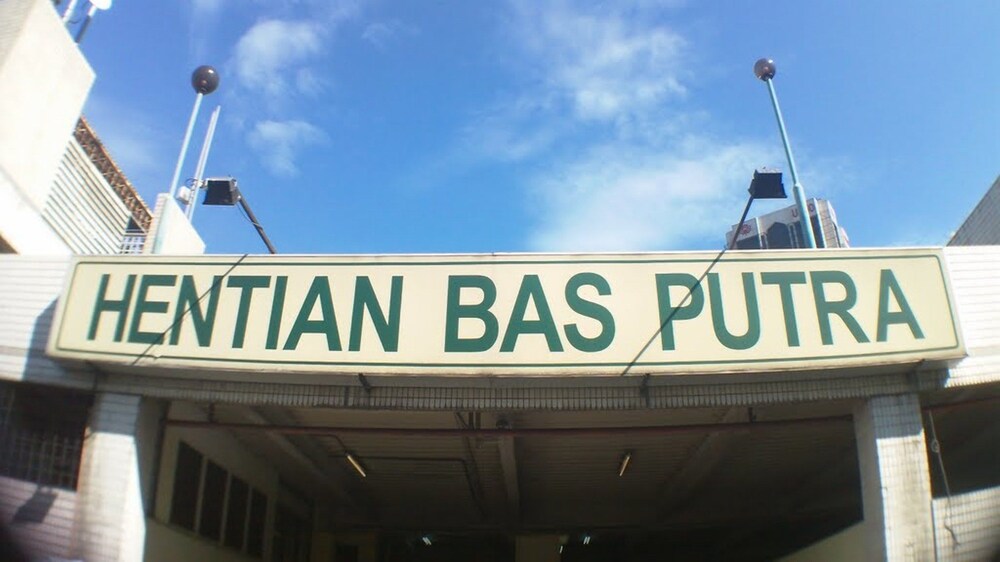 HENTIAN BAS PUTRA